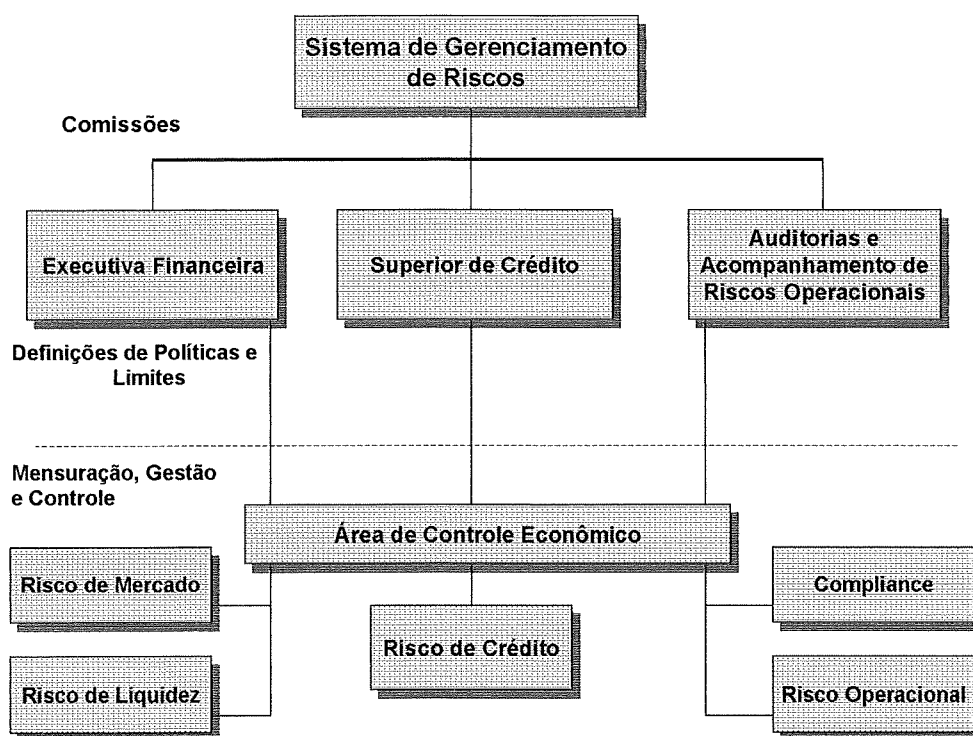 Sistema de Gerenciamento
de Riscos
Comissões
Executiva Financeira
Superior de Crédito
Auditorias e
Acompanhamento de
Riscos Operacionais
Definições de Políticas e
Limites
Mensuração, Gestão
e Controle
Área de Controle Econômico
Risco de Mercado
Compliance
Risco de Crédito
Risco de Liquidez
Risco Operacional